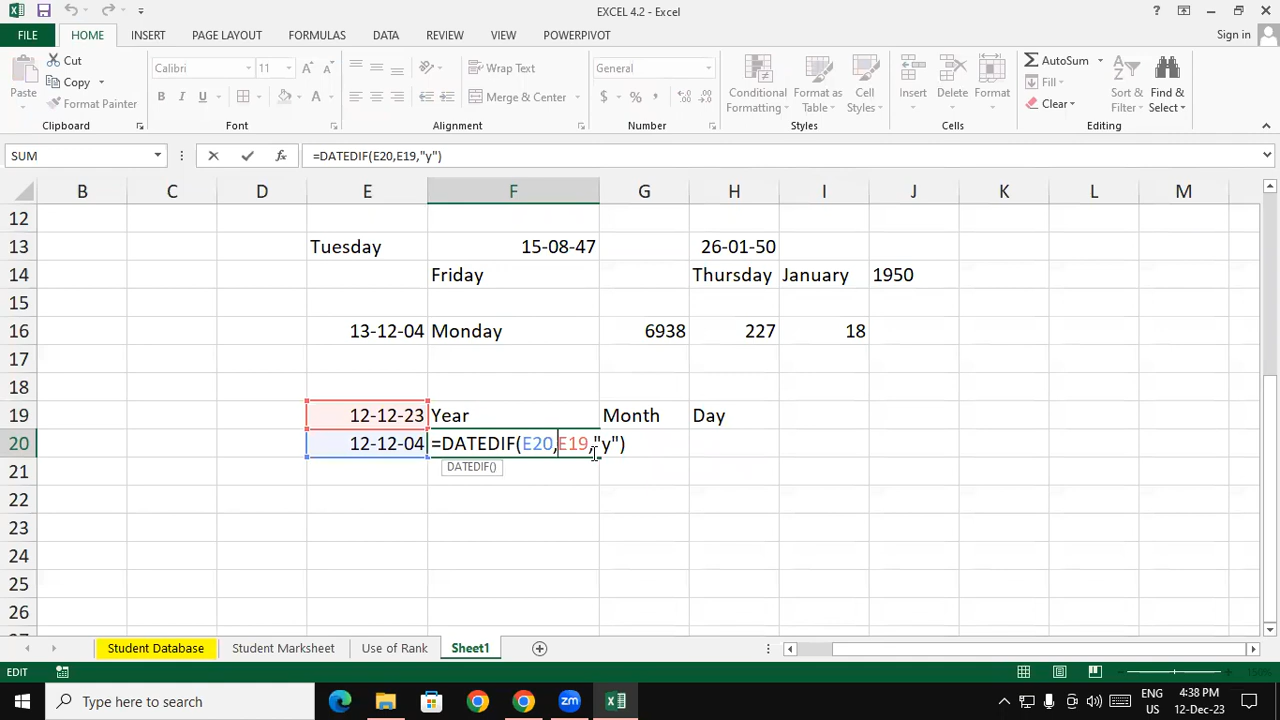 EXCEL 4.2 - Excel
FILE HOME INSERT PAGE LAYOUT FORMULAS DATA REVIEW VIEW POWERPIVOT Sign in
Cut
Copy
Format Painter
Paste
Clipboard
Calibri 11
B I U A
Font
Wrap Text
Merge & Center
Alignment
General
$ % ,
Number
Conditional Formatting
Format as Table
Cell Styles
Styles
Insert
Delete
Format
Cells
AutoSum
Fill
Clear
Sort & Filter
Find & Select
Editing
SUM =DATEDIF(E20,E19,"y")
B C D E F G H I J K L M
12
13 Tuesday 15-08-47 26-01-50
14 Friday Thursday January 1950
15
16 13-12-04 Monday 6938 227 18
17
18
19 12-12-23 Year Month Day
20 12-12-04 =DATEDIF(E20,E19,"y")
21 DATEDIF()
22
23
24
25
26
Student Database Student Marksheet Use of Rank Sheet1
EDIT
Type here to search
ENG 4:38 PM
US 12-Dec-23